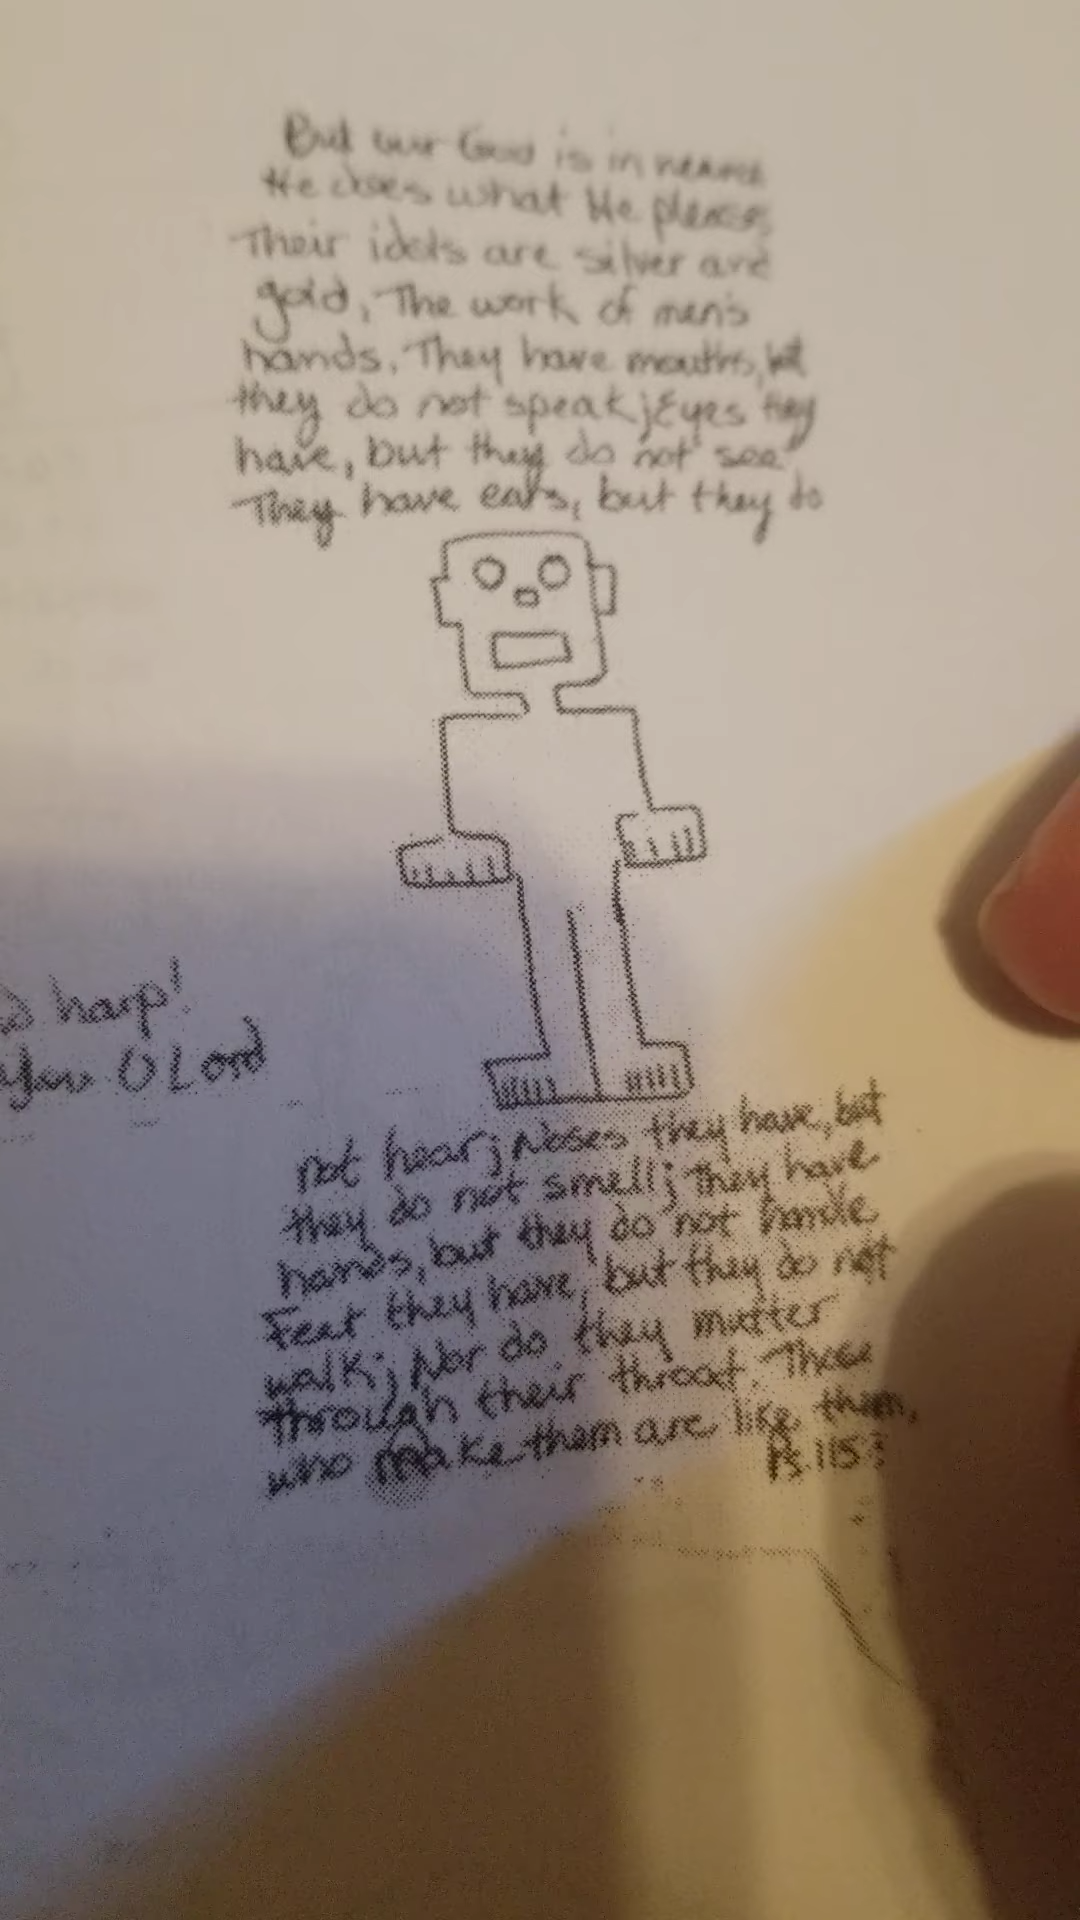 But our God is in heaven
He does what He pleases
Their idols are silver and
gold, The work of men's
hands. They have mouths, but
they do not speak; Eyes they
have, but they do not see
They have ears, but they do
harp!
O Lord
not hear; Noses they have, but
they do not smell; they have
hands, but they do not handle
Feet they have, but they do not
walk; Nor do they mutter
through their throat. Those
who make them are like them,
Ps. 115: